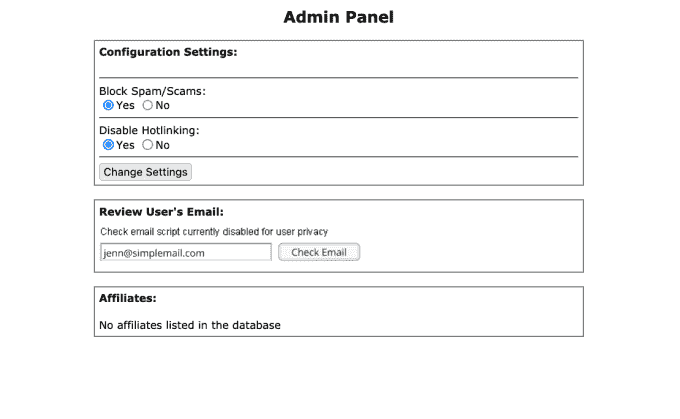 Admin Panel
Configuration Settings:
Block Spam/Scams:
Yes No
Disable Hotlinking:
Yes No
Change Settings
Review User's Email:
Check email script currently disabled for user privacy
jenn@simplemail.com Check Email
Affiliates:
No affiliates listed in the database